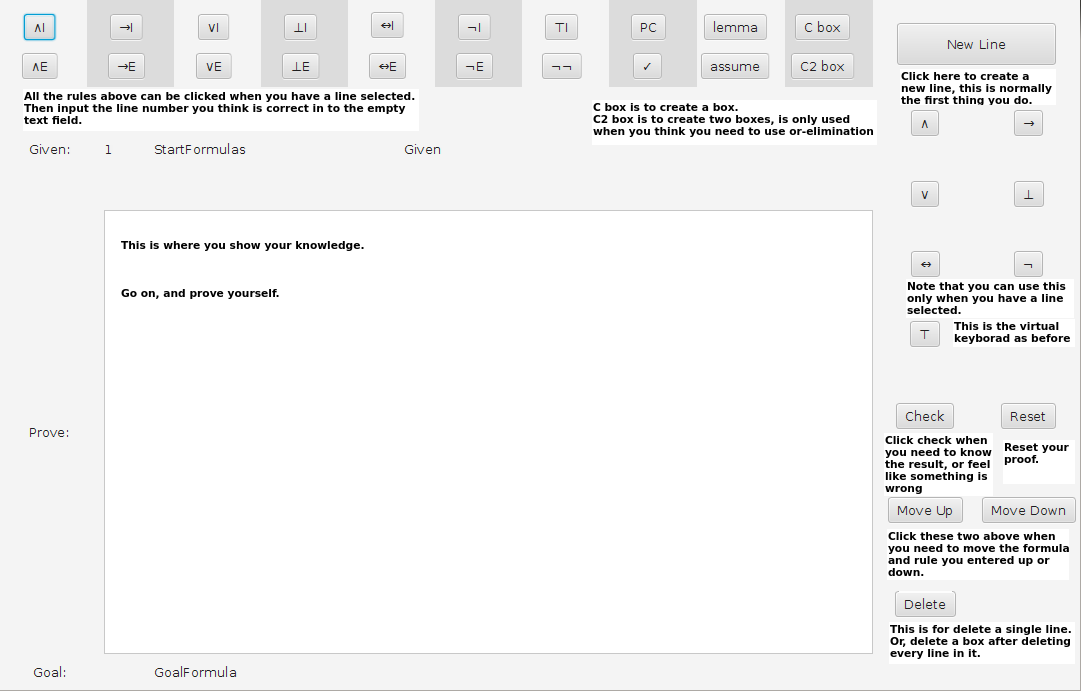 ∧I →I ∨I ⊥I ↔I ¬I ⊤I PC lemma C box
∧E →E ∨E ⊥E ↔E ¬E ¬¬ ✓ assume C2 box
New Line
All the rules above can be clicked when you have a line selected.
Then input the line number you think is correct in to the empty
text field.
C box is to create a box.
C2 box is to create two boxes, is only used
when you think you need to use or-elimination
Click here to create a
new line, this is normally
the first thing you do.
∧ →
Given: 1 StartFormulas Given
∨ ⊥
This is where you show your knowledge.
Go on, and prove yourself.
↔ ¬
Note that you can use this
only when you have a line
selected.
⊤
This is the virtual
keyborad as before
Prove:
Check Reset
Click check when
you need to know
the result, or feel
like something is
wrong
Reset your
proof.
Move Up Move Down
Click these two above when
you need to move the formula
and rule you entered up or
down.
Delete
This is for delete a single line.
Or, delete a box after deleting
every line in it.
Goal: GoalFormula